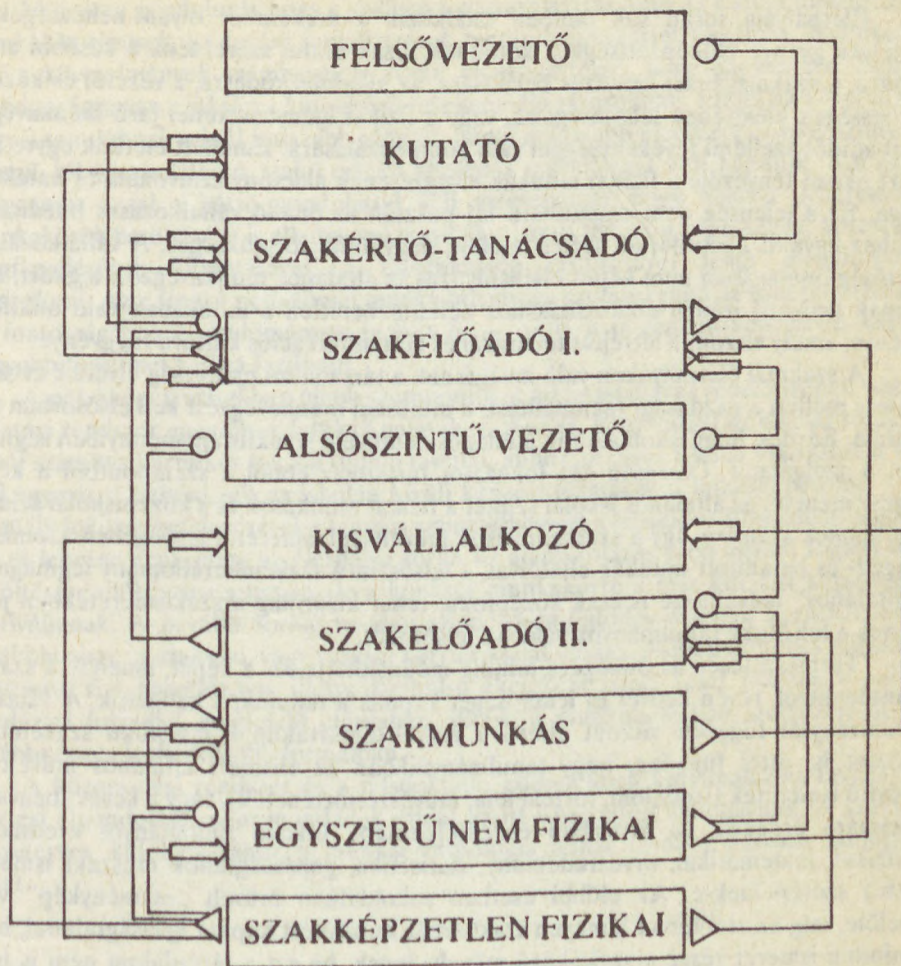 FELSŐVEZETŐ
KUTATÓ
SZAKÉRTŐ-TANÁCSADÓ
SZAKELŐADÓ I.
ALSÓSZINTŰ VEZETŐ
KISVÁLLALKOZÓ
SZAKELŐADÓ II.
SZAKMUNKÁS
EGYSZERŰ NEM FIZIKAI
SZAKKÉPZETLEN FIZIKAI